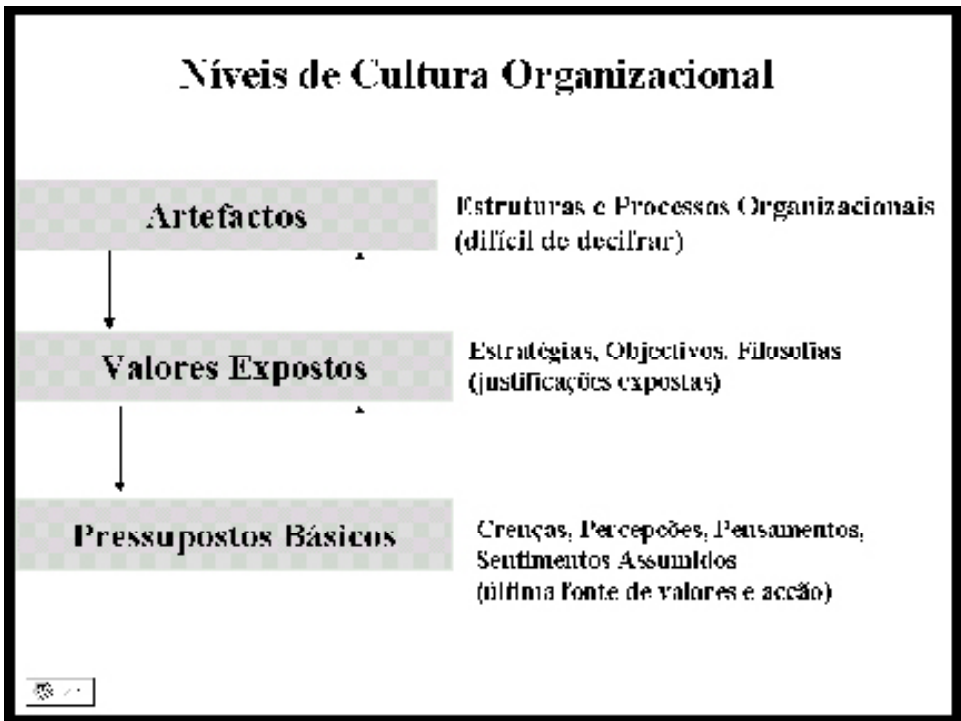 Níveis de Cultura Organizacional
Artefactos
Estruturas e Processos Organizacionais
(difícil de decifrar)
Valores Expostos
Estratégias, Objectivos, Filosofias
(justificações expostas)
Pressupostos Básicos
Crenças, Percepções, Pensamentos,
Sentimentos Assumidos
(última fonte de valores e acção)